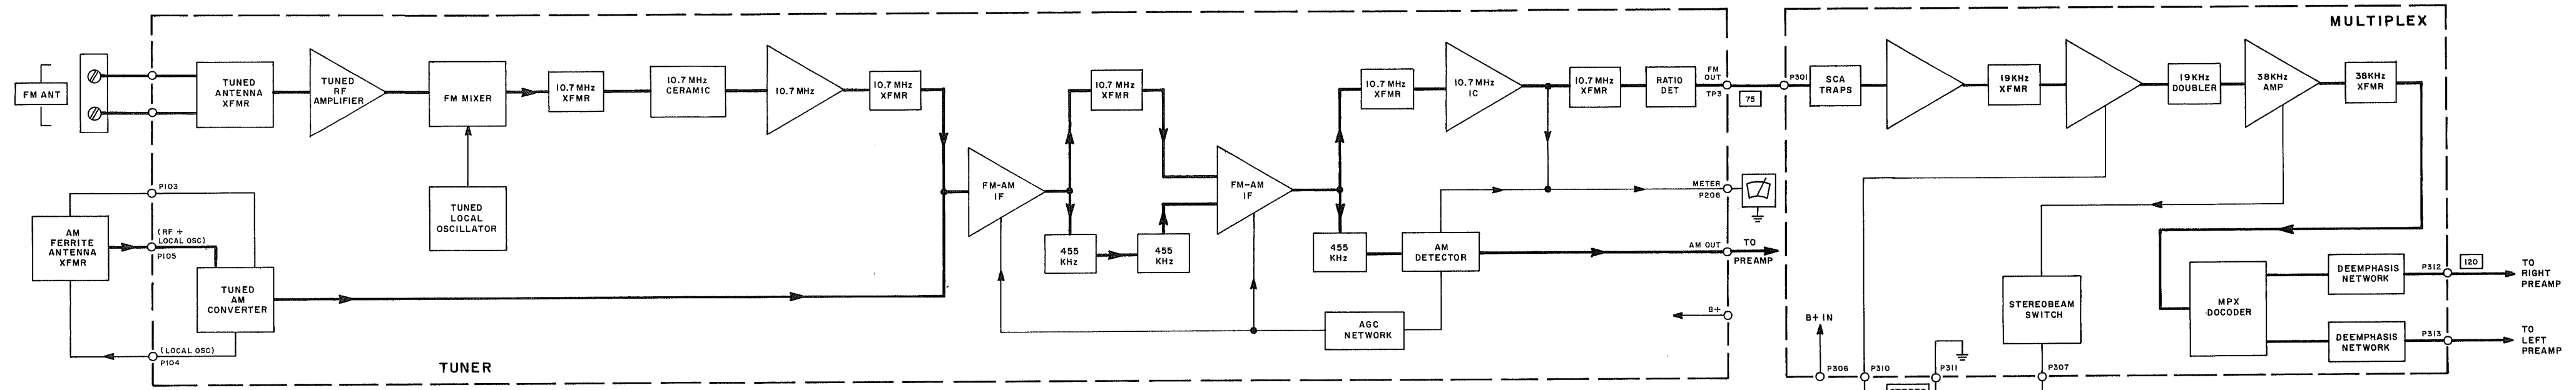 MULTIPLEX
FM ANT
TUNED
ANTENNA
XFMR
TUNED
RF
AMPLIFIER
FM MIXER
10.7 MHz
XFMR
10.7 MHz
CERAMIC
10.7 MHz
10.7 MHz
XFMR
10.7 MHz
XFMR
10.7 MHz
XFMR
10.7 MHz
IC
10.7 MHz
XFMR
RATIO
DET
FM
OUT
TP3
75
P301
SCA
TRAPS
19KHz
XFMR
19KHz
DOUBLER
38KHz
AMP
38KHz
XFMR
TUNED
LOCAL
OSCILLATOR
FM-AM
IF
FM-AM
IF
METER
P206
P103
AM
FERRITE
ANTENNA
XFMR
(RF +
LOCAL OSC)
P105
TUNED
AM
CONVERTER
(LOCAL OSC)
P104
455
KHz
455
KHz
455
KHz
AM
DETECTOR
AM OUT
TO
PREAMP
AGC
NETWORK
B+
TUNER
B+ IN
P306
P310
P311
P307
STEREOBEAM
SWITCH
MPX
DOCODER
DEEMPHASIS
NETWORK
P312
120
TO
RIGHT
PREAMP
DEEMPHASIS
NETWORK
P313
TO
LEFT
PREAMP